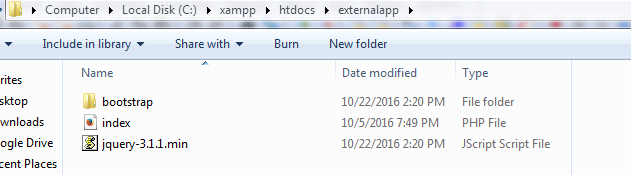 Computer Local Disk (C:) xampp htdocs externalapp
Include in library Share with Burn New folder
Name Date modified Type
rites
sktop bootstrap 10/22/2016 2:20 PM File folder
wnloads index 10/5/2016 7:49 PM PHP File
ogle Drive jquery-3.1.1.min 10/22/2016 2:20 PM JScript Script File
cent Places